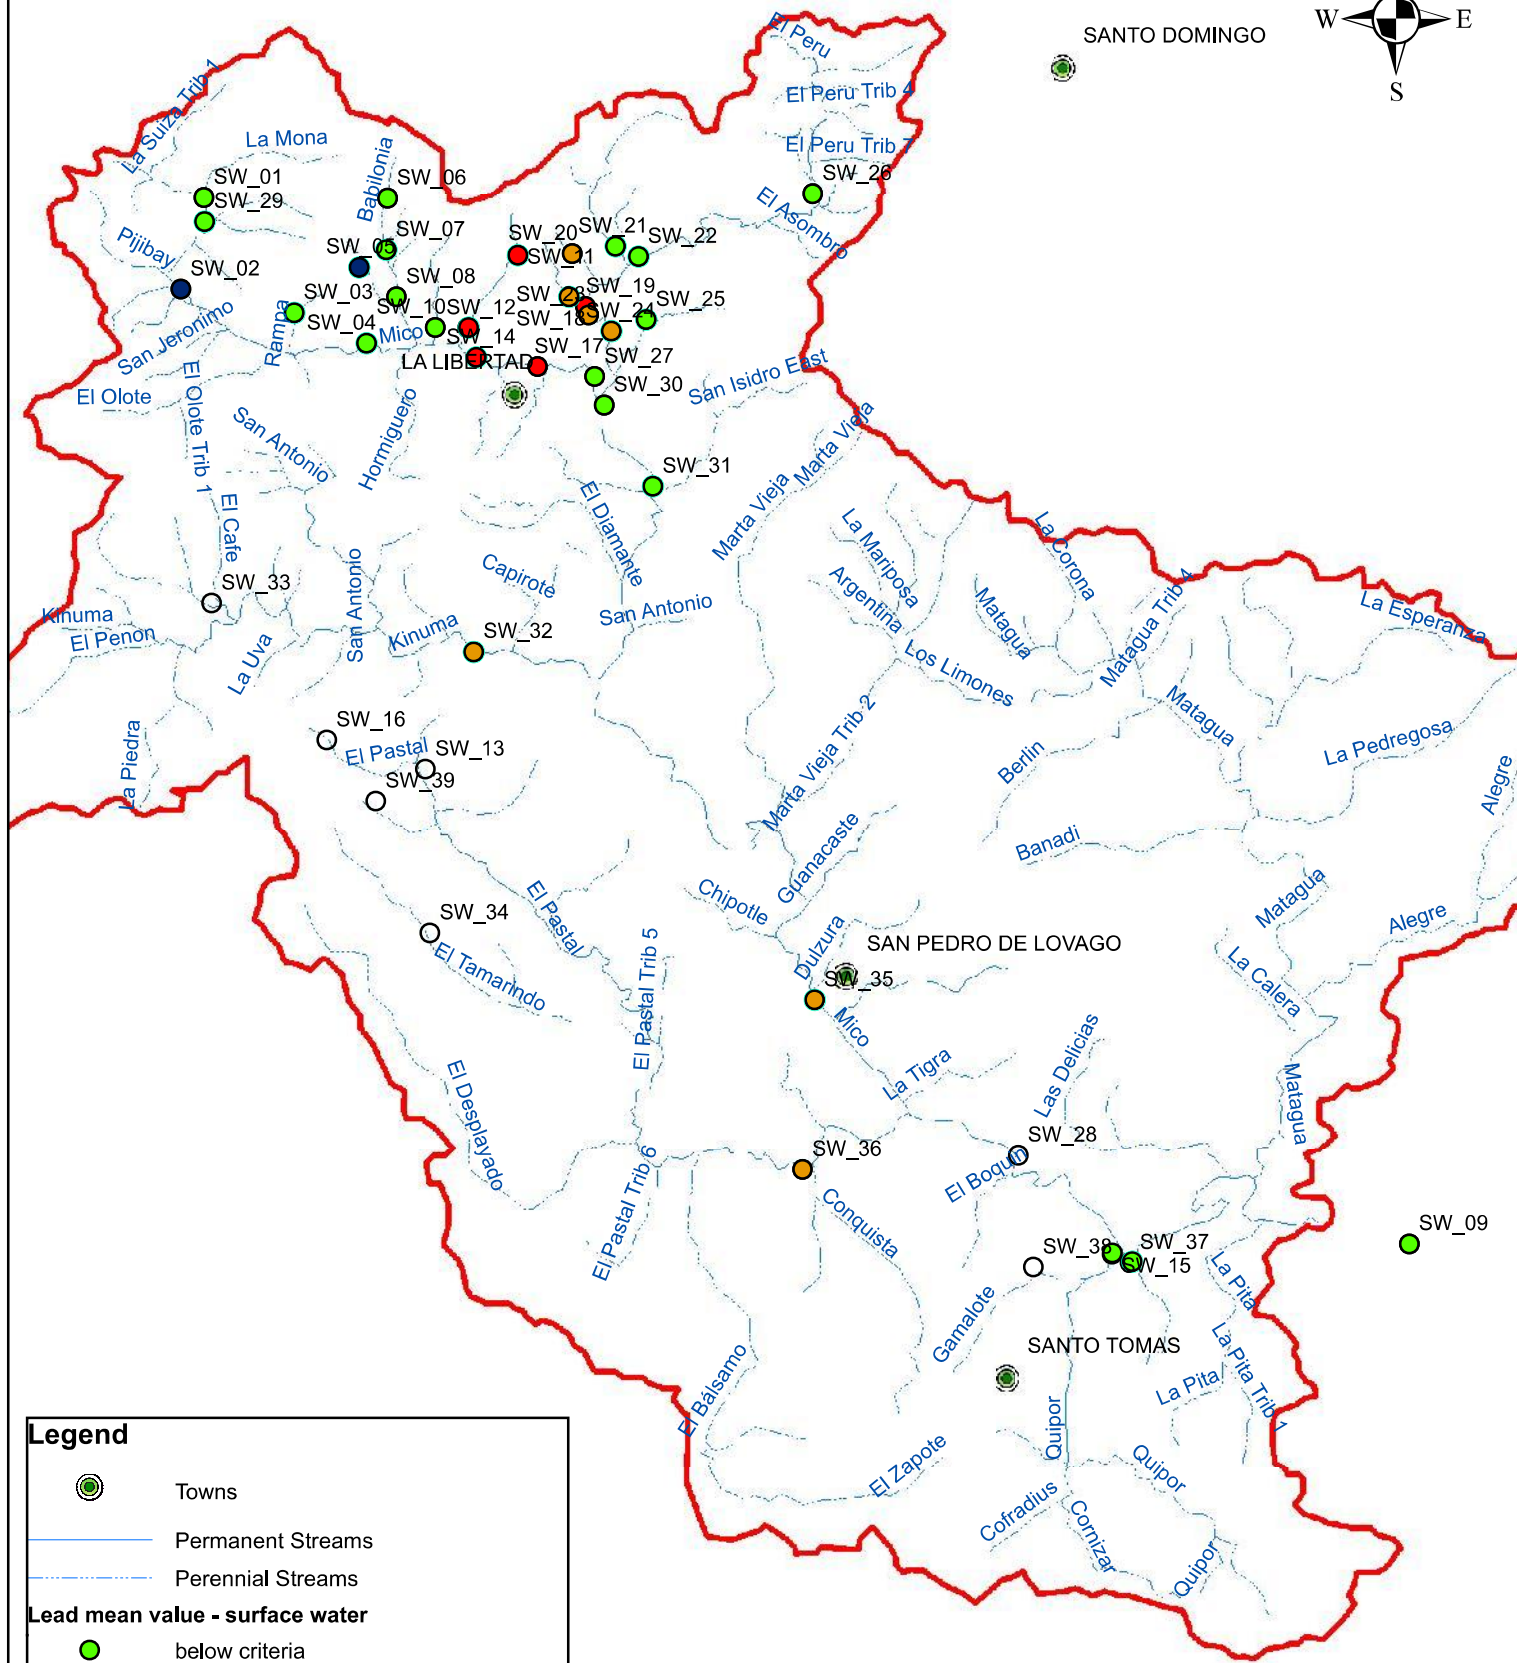 El Peru
SANTO DOMINGO
W
E
S
La Suiza Trib 1
El Peru Trib 4
La Mona
Babilonia
El Peru Trib 7
SW_01
SW_06
SW_26
SW_29
El Asombro
Pijibay
SW_07
SW_05
SW_20
SW_21
SW_22
SW_11
SW_02
SW_08
SW_03
SW_23
SW_19
SW_25
SW_10
SW_12
SW_18
SW_24
SW_04
Mico
San Jeronimo
Rampa
SW_14
SW_17
LA LIBERTAD
SW_27
SW_30
San Isidro East
El Olote
El Olote Trib 1
San Antonio
Hormiguero
Marta Vieja
SW_31
El Diamante
Marta Vieja
El Cafe
La Mariposa
La Corona
SW_33
San Antonio
Capirote
Argentina
Matagua
Matagua Trib 4
La Esperanza
Kinuma
El Penon
Kinuma
San Antonio
SW_32
La Uva
Los Limones
Matagua
SW_16
El Pastal
SW_13
SW_39
La Piedra
Marta Vieja Trib 2
Berlin
La Pedregosa
Alegre
Guanacaste
Banadi
Chipotle
Matagua
SW_34
El Pastal
El Tamarindo
El Pastal Trib 5
Dulzura
SAN PEDRO DE LOVAGO
Alegre
La Calera
SW_35
Mico
La Tigra
Las Delicias
Matagua
El Desplayado
SW_36
SW_28
El Boquin
El Pastal Trib 6
Conquista
SW_09
SW_38
SW_37
SW_15
La Pita
Gamalote
SANTO TOMAS
La Pita Trib 1
La Pita
El Bálsamo
Quipor
El Zapote
Quipor
Cofradius
Cornizar
Quipor
Legend
Towns
Permanent Streams
Perennial Streams
Lead mean value - surface water
below criteria